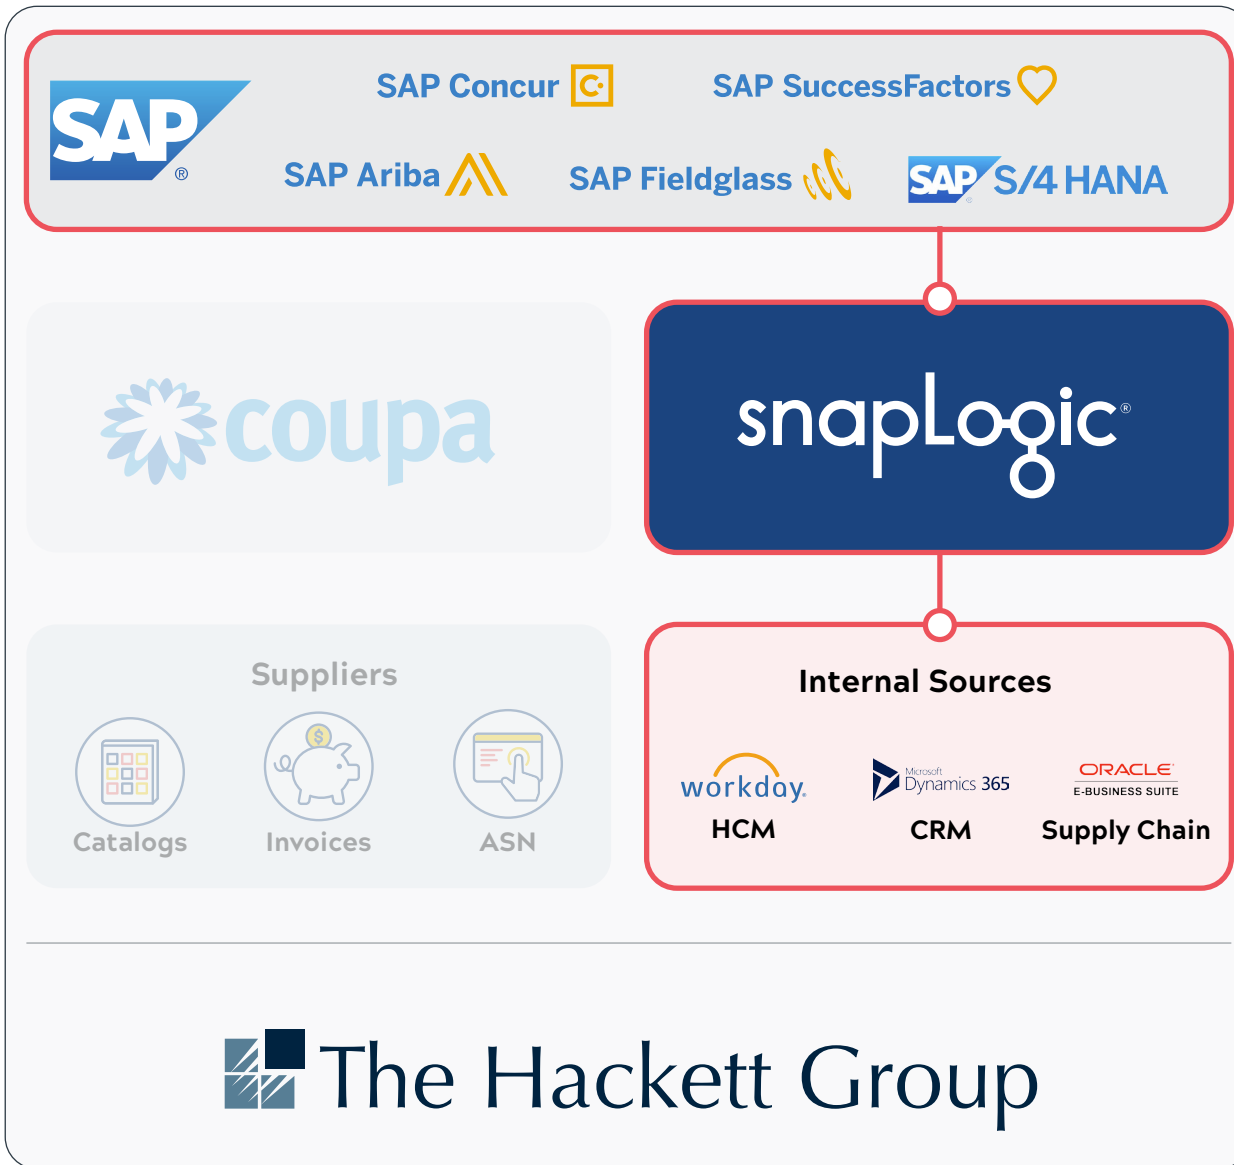 SAP Concur
SAP SuccessFactors
SAP
®
SAP Ariba
SAP Fieldglass
SAP S/4 HANA
®
coupa
snapLogic®
Suppliers
Internal Sources
$
workday.
Microsoft
Dynamics 365
ORACLE
E-BUSINESS SUITE
Catalogs
Invoices
ASN
HCM
CRM
Supply Chain
The Hackett Group